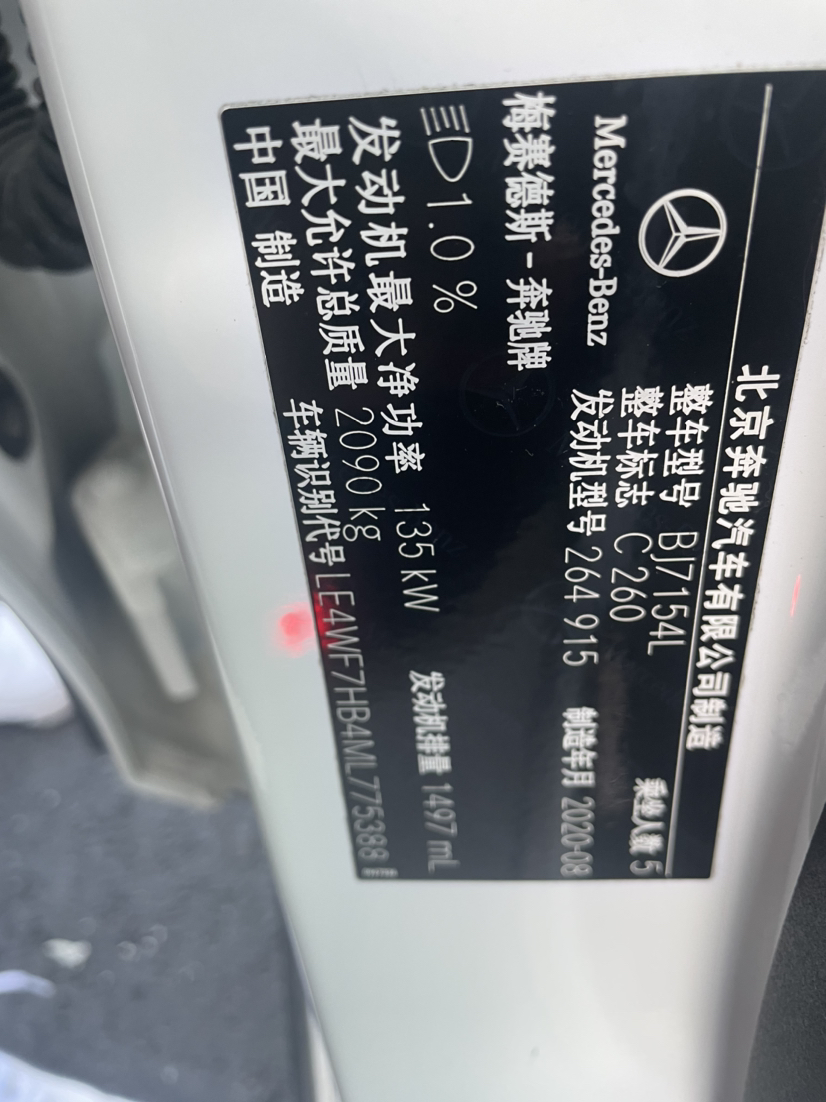 北京奔驰汽车有限公司制造
Mercedes-Benz
梅赛德斯-奔驰牌
整车型号 BJ7154L 乘坐人数 5
整车标志 C 260
发动机型号 264 915 制造年月 2020-08
1.0 %
发动机最大净功率 135 kW 发动机排量 1497 mL
最大允许总质量 2090 kg
中国 制造 车辆识别代号 LE4WF7HB4ML775388